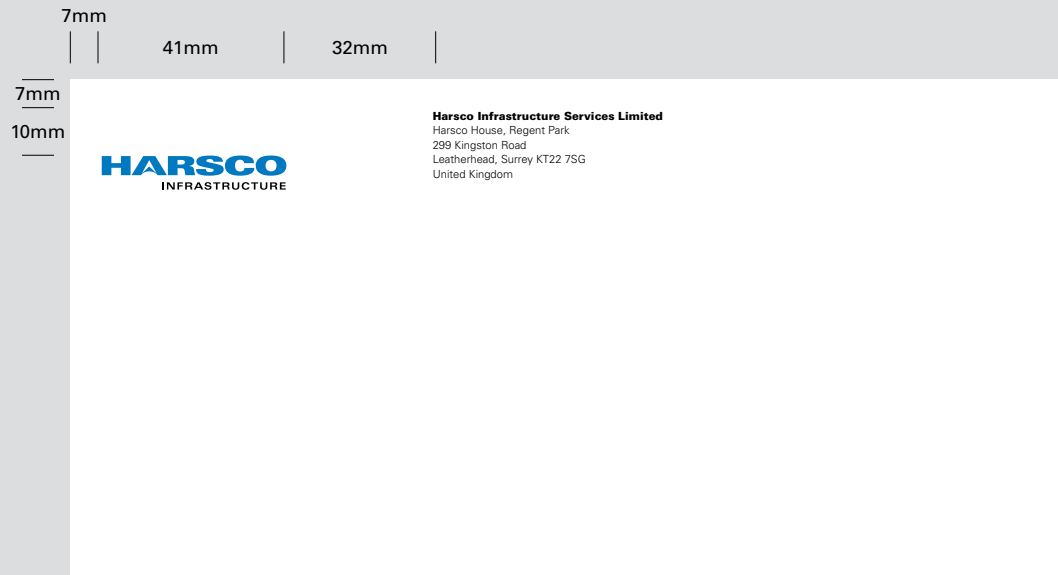 7mm
41mm
32mm
7mm
10mm
Harsco Infrastructure Services Limited
Harsco House, Regent Park
299 Kingston Road
Leatherhead, Surrey KT22 7SG
United Kingdom
HARSCO
INFRASTRUCTURE